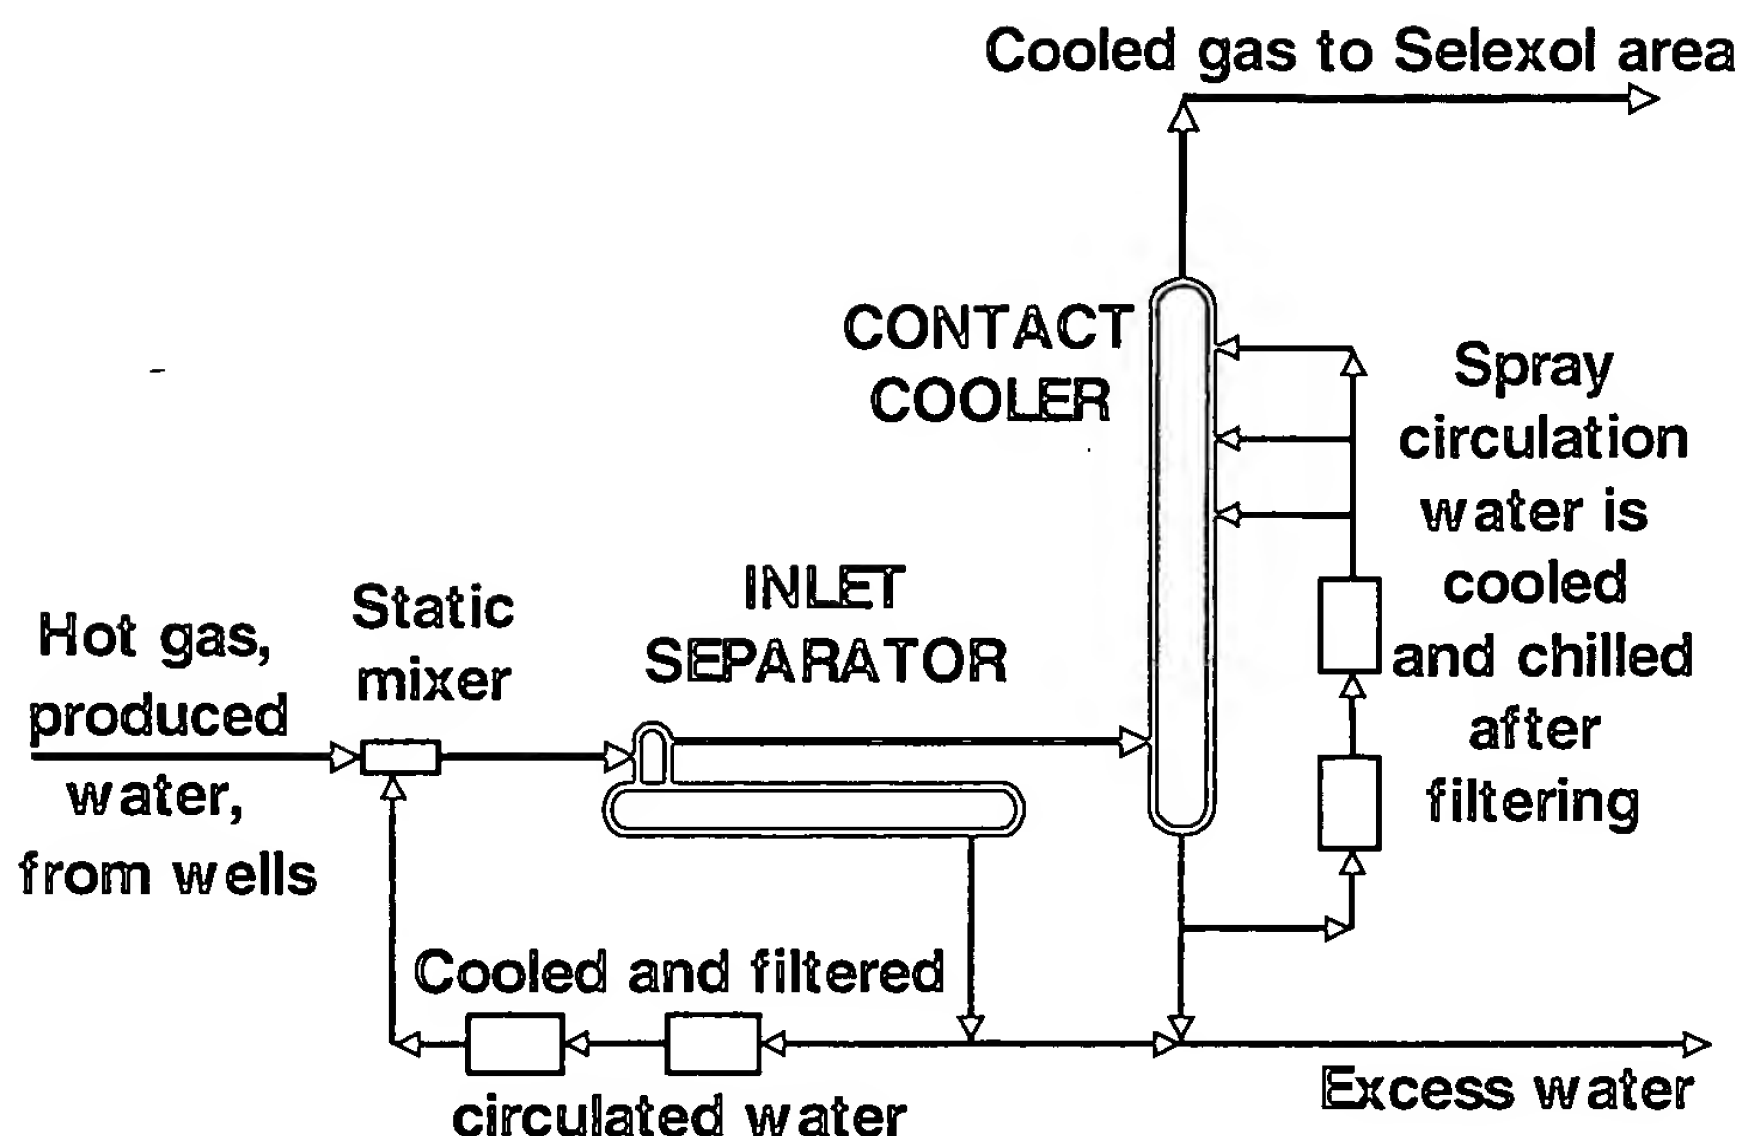 Cooled gas to Selexol area
CONTACT
COOLER
Spray
circulation
water is
cooled
and chilled
after
filtering
INLET
SEPARATOR
Static
mixer
Hot gas,
produced
water,
from wells
Cooled and filtered
circulated water
Excess water